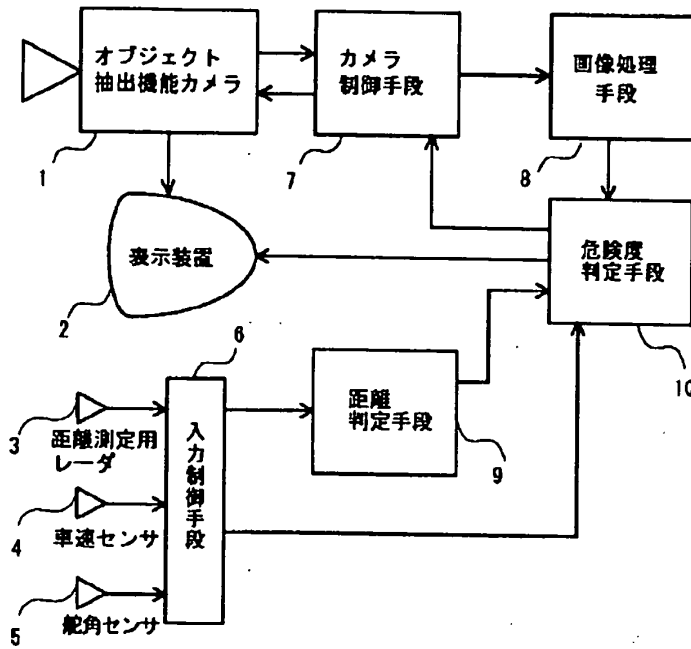 オブジェクト
抽出機能カメラ
1
カメラ
制御手段
7
画像処理
手段
8
表示装置
2
危険度
判定手段
10
6
入力制御手段
距離
判定手段
9
3
距離測定用
レーダ
4
車速センサ
5
舵角センサ